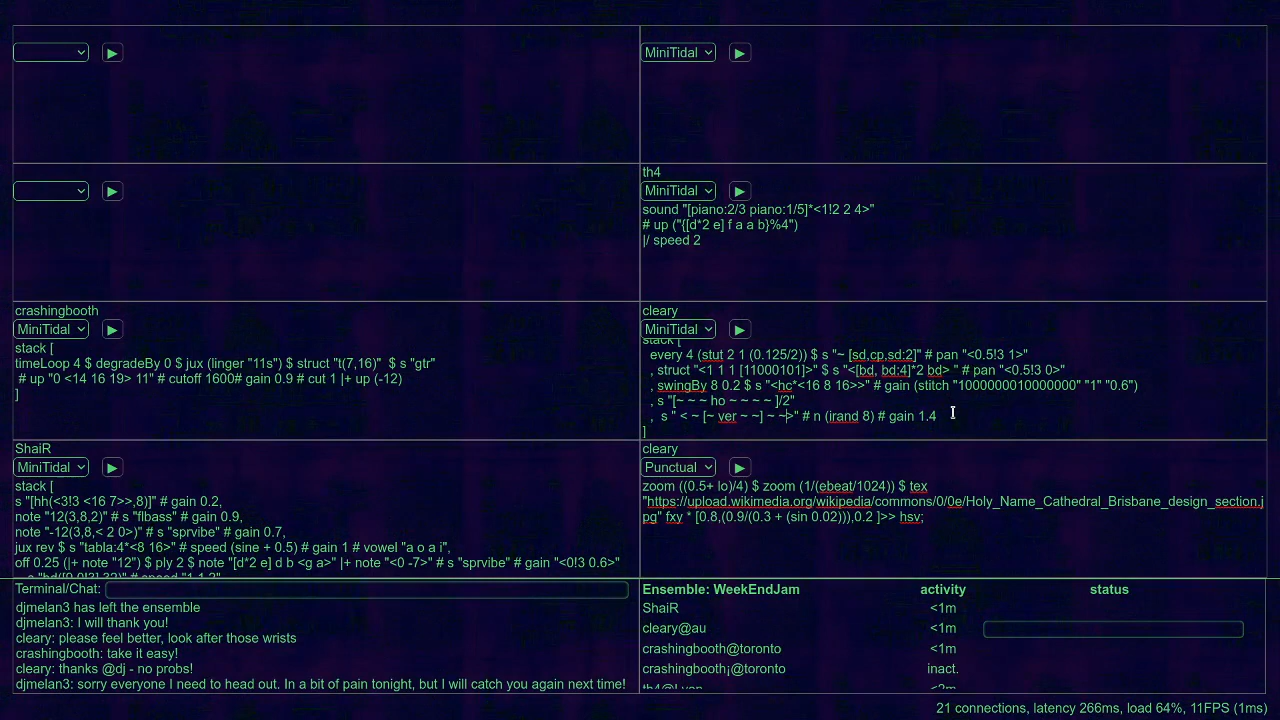 ▶
MiniTidal ▶
▶
th4
MiniTidal ▶
sound "[piano:2/3 piano:1/5]*<1!2 2 4>"
# up ("{[d*2 e] f a a b}%4")
|/ speed 2
crashingbooth
MiniTidal ▶
stack [
timeLoop 4 $ degradeBy 0 $ jux (linger "11s") $ struct "t(7,16)"  $ s "gtr"
# up "0 <14 16 19> 11" # cutoff 1600# gain 0.9 # cut 1 |+ up (-12)
]
cleary
MiniTidal ▶
stack [
every 4 (stut 2 1 (0.125/2)) $ s "~ [sd,cp,sd:2]" # pan "<0.5!3 1>"
, struct "<1 1 1 [11000101]>" $ s "<[bd, bd:4]*2 bd> " # pan "<0.5!3 0>"
, swingBy 8 0.2 $ s "<hc*<16 8 16>>" # gain (stitch "1000000010000000" "1" "0.6")
, s "[~ ~ ~ ho ~ ~ ~ ~ ]/2"
,  s " < ~ [~ ver ~ ~] ~ ~>" # n (irand 8) # gain 1.4
]
ShaiR
MiniTidal ▶
stack [
s "[hh(<3!3 <16 7>>,8)]" # gain 0.2,
note "12(3,8,2)" # s "flbass" # gain 0.9,
note "-12(3,8,< 2 0>)" # s "sprvibe" # gain 0.7,
jux rev $ s "tabla:4*<8 16>" # speed (sine + 0.5) # gain 1 # vowel "a o a i",
off 0.25 (|+ note "12") $ ply 2 $ note "[d*2 e] d b <g a>" |+ note "<0 -7>" # s "sprvibe" # gain "<0!3 0.6>"
cleary
Punctual ▶
zoom ((0.5+ lo)/4) $ zoom (1/(ebeat/1024)) $ tex
"https://upload.wikimedia.org/wikipedia/commons/0/0e/Holy_Name_Cathedral_Brisbane_design_section.j
pg" fxy * [0.8,(0.9/(0.3 + (sin 0.02))),0.2 ]>> hsv;
Terminal/Chat:
djmelan3 has left the ensemble
djmelan3: I will thank you!
cleary: please feel better, look after those wrists
crashingbooth: take it easy!
cleary: thanks @dj - no probs!
djmelan3: sorry everyone I need to head out. In a bit of pain tonight, but I will catch you again next time!
Ensemble: WeekEndJam activity status
ShaiR <1m
cleary@au <1m
crashingbooth@toronto <1m
crashingbooth¡@toronto inact.
21 connections, latency 266ms, load 64%, 11FPS (1ms)